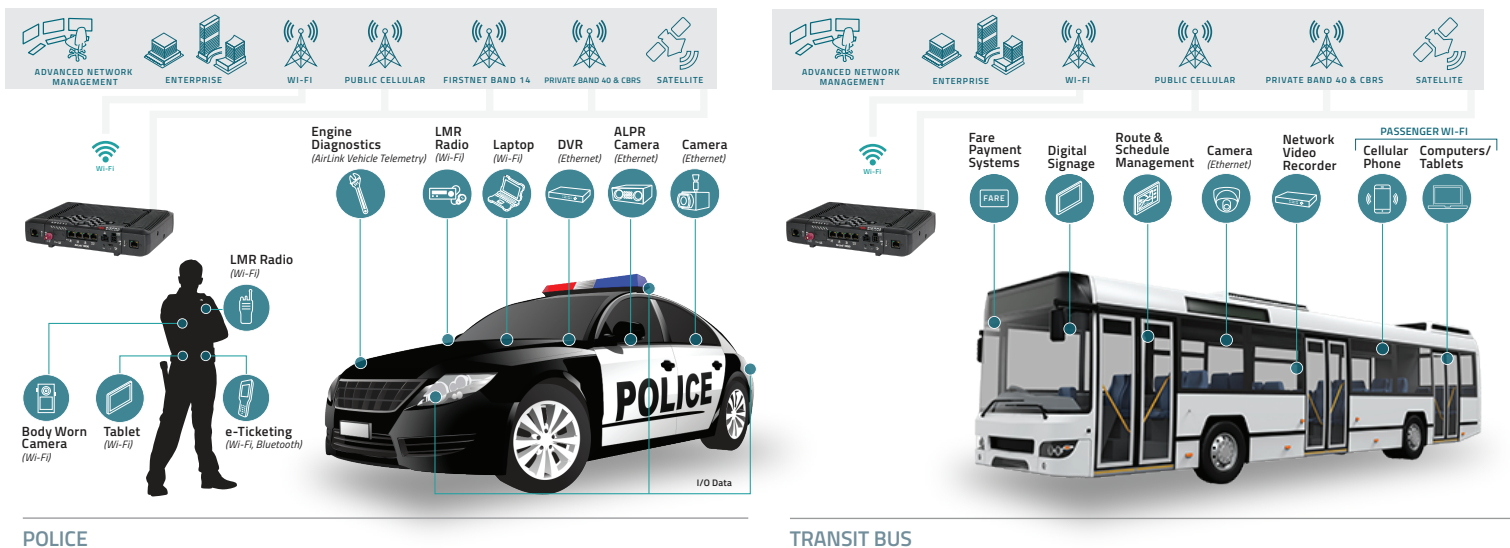 ADVANCED NETWORK
MANAGEMENT
ENTERPRISE
WI-FI
PUBLIC CELLULAR
FIRSTNET BAND 14
PRIVATE BAND 40 & CBRS
SATELLITE
Wi-Fi
Engine
Diagnostics
(AirLink Vehicle Telemetry)
LMR
Radio
(Wi-Fi)
Laptop
(Wi-Fi)
DVR
(Ethernet)
ALPR
Camera
(Ethernet)
Camera
(Ethernet)
LMR Radio
(Wi-Fi)
Body Worn
Camera
(Wi-Fi)
Tablet
(Wi-Fi)
e-Ticketing
(Wi-Fi, Bluetooth)
POLICE
I/O Data
POLICE
ADVANCED NETWORK
MANAGEMENT
ENTERPRISE
WI-FI
PUBLIC CELLULAR
PRIVATE BAND 40 & CBRS
SATELLITE
Wi-Fi
Fare
Payment
Systems
FARE
Digital
Signage
Route &
Schedule
Management
Camera
(Ethernet)
Network
Video
Recorder
PASSENGER WI-FI
Cellular
Phone
Computers/
Tablets
TRANSIT BUS